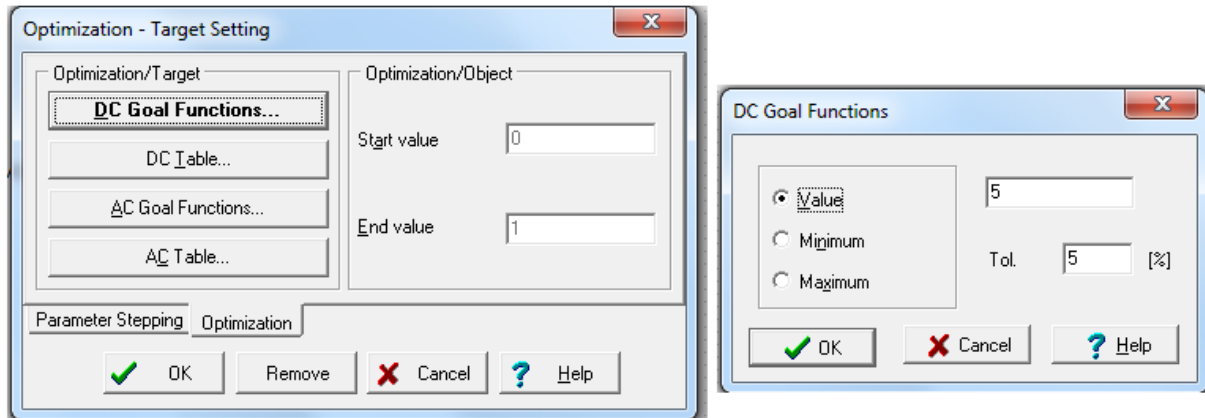 Optimization - Target Setting
Optimization/Target
DC Goal Functions...
DC Table...
AC Goal Functions...
AC Table...
Optimization/Object
Start value
0
End value
1
Parameter Stepping
Optimization
OK
Remove
Cancel
Help
DC Goal Functions
Value
Minimum
Maximum
5
Tol.
5
[%]
OK
Cancel
Help